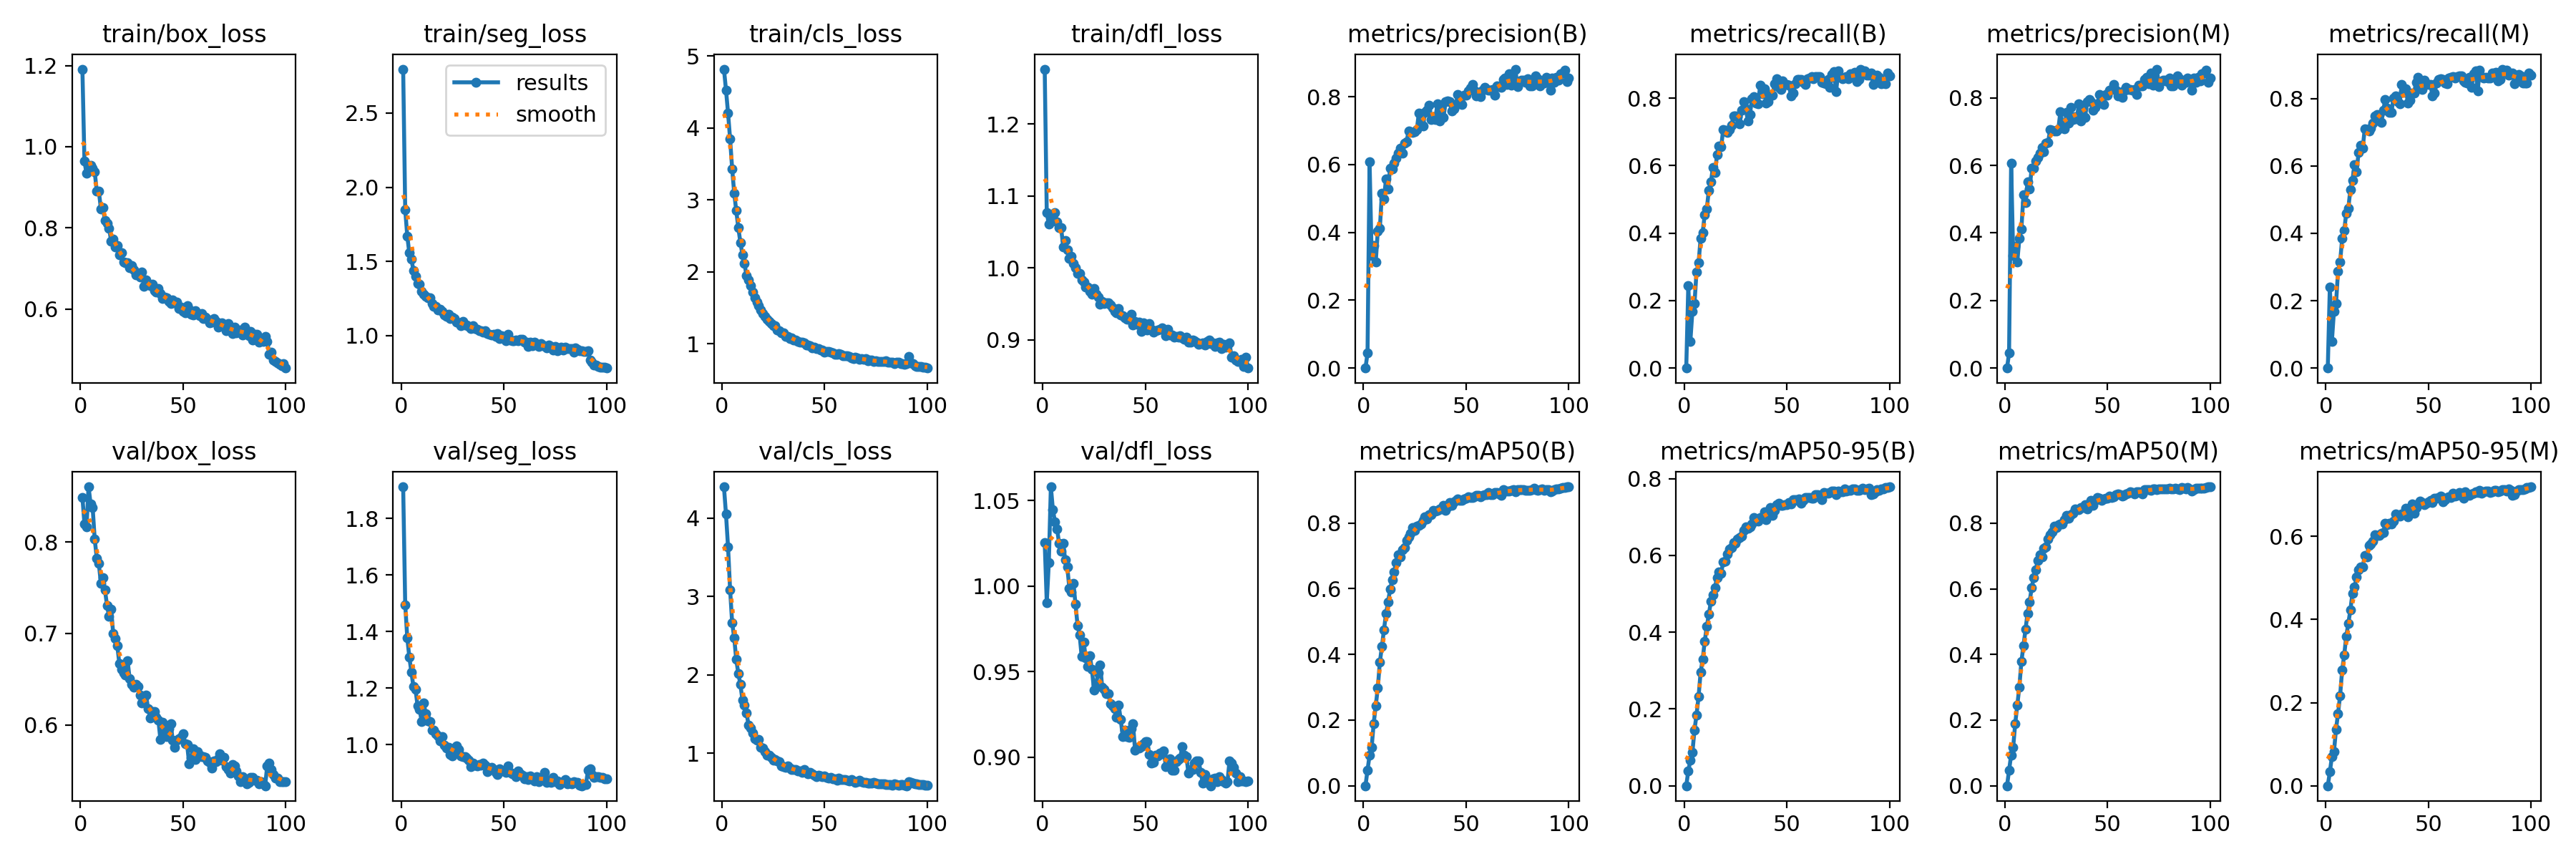 train/box_loss
train/seg_loss
train/cls_loss
train/dfl_loss
metrics/precision(B)
metrics/recall(B)
metrics/precision(M)
metrics/recall(M)
1.2
1.0
0.8
0.6
0 50 100
2.5
2.0
1.5
1.0
results
smooth
0 50 100
5
4
3
2
1
0 50 100
1.2
1.1
1.0
0.9
0 50 100
0.8
0.6
0.4
0.2
0.0
0 50 100
0.8
0.6
0.4
0.2
0.0
0 50 100
0.8
0.6
0.4
0.2
0.0
0 50 100
0.8
0.6
0.4
0.2
0.0
0 50 100
val/box_loss
val/seg_loss
val/cls_loss
val/dfl_loss
metrics/mAP50(B)
metrics/mAP50-95(B)
metrics/mAP50(M)
metrics/mAP50-95(M)
0.8
0.7
0.6
0 50 100
1.8
1.6
1.4
1.2
1.0
0 50 100
4
3
2
1
0 50 100
1.05
1.00
0.95
0.90
0 50 100
0.8
0.6
0.4
0.2
0.0
0 50 100
0.8
0.6
0.4
0.2
0.0
0 50 100
0.8
0.6
0.4
0.2
0.0
0 50 100
0.6
0.4
0.2
0.0
0 50 100